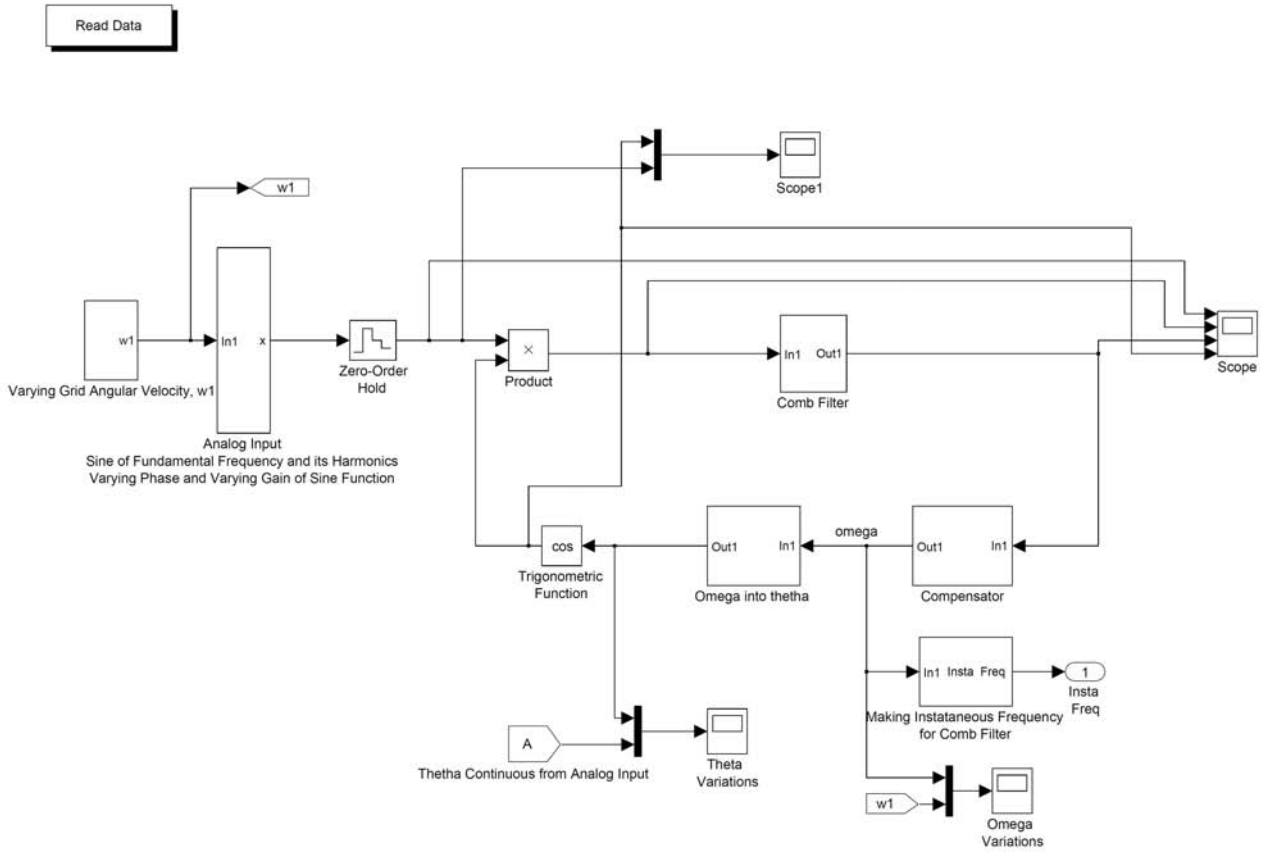 Read Data
Scope1
w1
w1
Varying Grid Angular Velocity, w1
In1 x
Analog Input
Sine of Fundamental Frequency and its Harmonics
Varying Phase and Varying Gain of Sine Function
Zero-Order
Hold
×
Product
In1 Out1
Comb Filter
Scope
cos
Trigonometric
Function
Out1 In1
Omega into thetha
omega
Out1 In1
Compensator
In1 Insta Freq
Making Instataneous Frequency
for Comb Filter
1
Insta
Freq
A
Thetha Continuous from Analog Input
Theta
Variations
w1
Omega
Variations